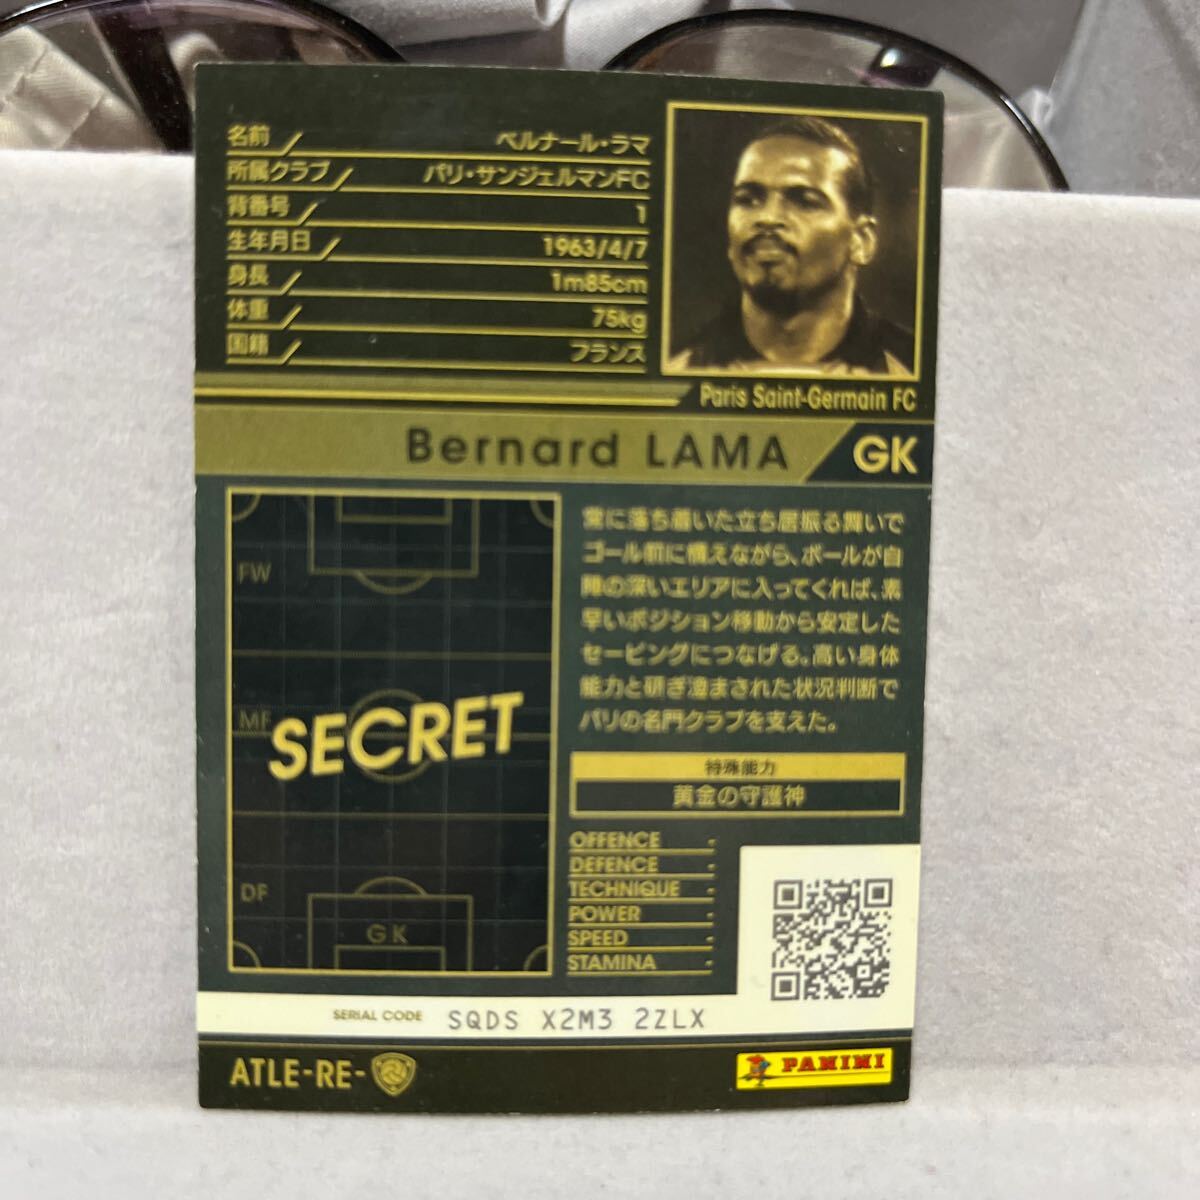 名前 ベルナール・ラマ
所属クラブ パリ・サンジェルマンFC
背番号 1
生年月日 1963/4/7
身長 1m85cm
体重 75kg
国籍 フランス
Paris Saint-Germain FC
Bernard LAMA GK
常に落ち着いた立ち居振る舞いで
ゴール前に構えながら、ボールが自
陣の深いエリアに入ってくれば、素
早いポジション移動から安定した
セービングにつなげる。高い身体
能力と研ぎ澄まされた状況判断で
パリの名門クラブを支えた。
FW
MF
SECRET
DF
GK
特殊能力
黄金の守護神
OFFENCE -
DEFENCE -
TECHNIQUE -
POWER -
SPEED -
STAMINA -
SERIAL CODE SQDS X2M3 2ZLX
ATLE-RE-
PANINI